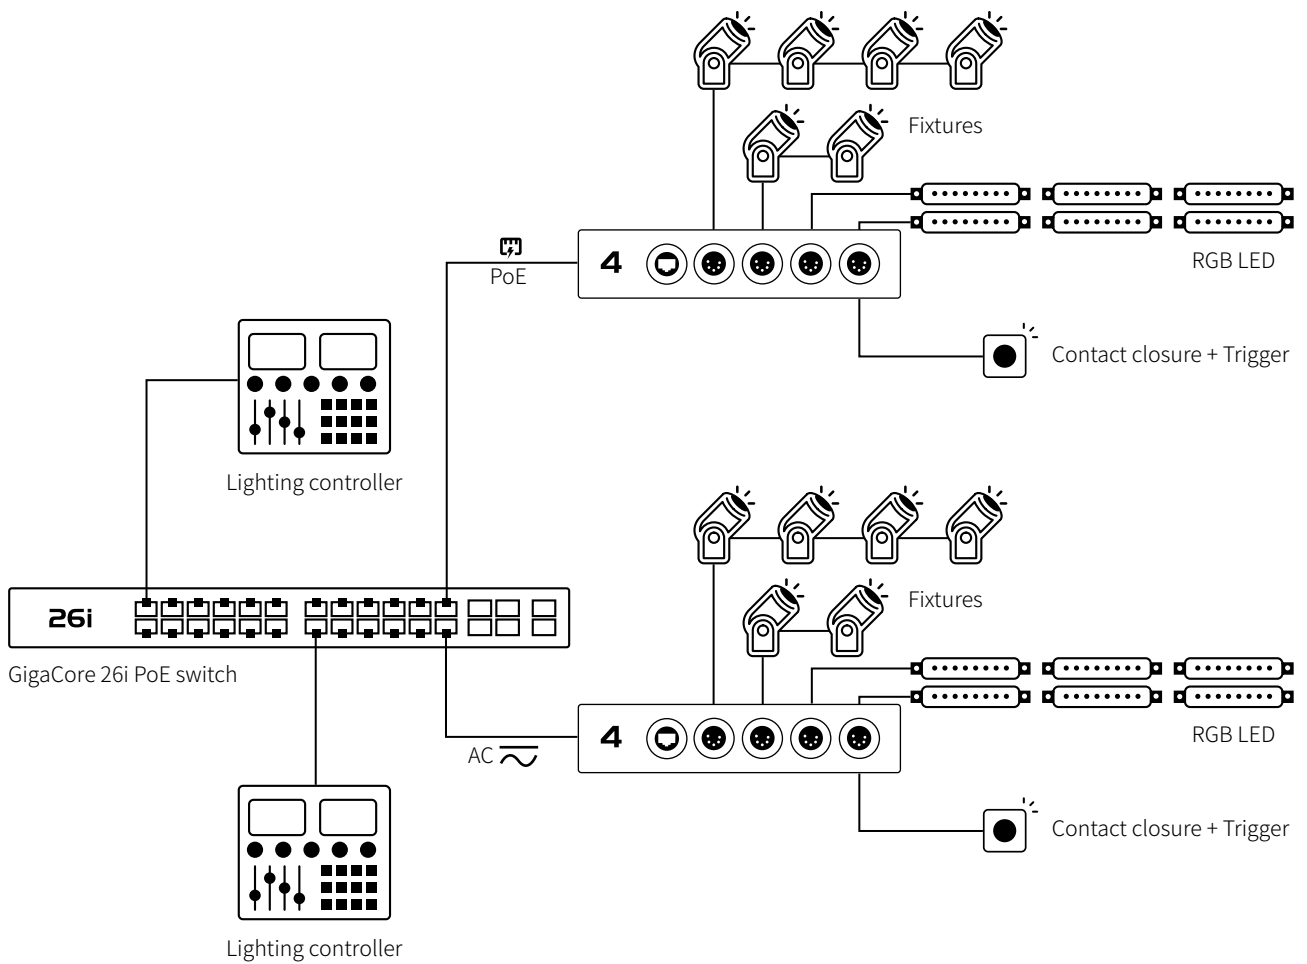 Fixtures
RGB LED
PoE
4
Contact closure + Trigger
Lighting controller
Fixtures
26i
GigaCore 26i PoE switch
RGB LED
4
AC
Contact closure + Trigger
Lighting controller